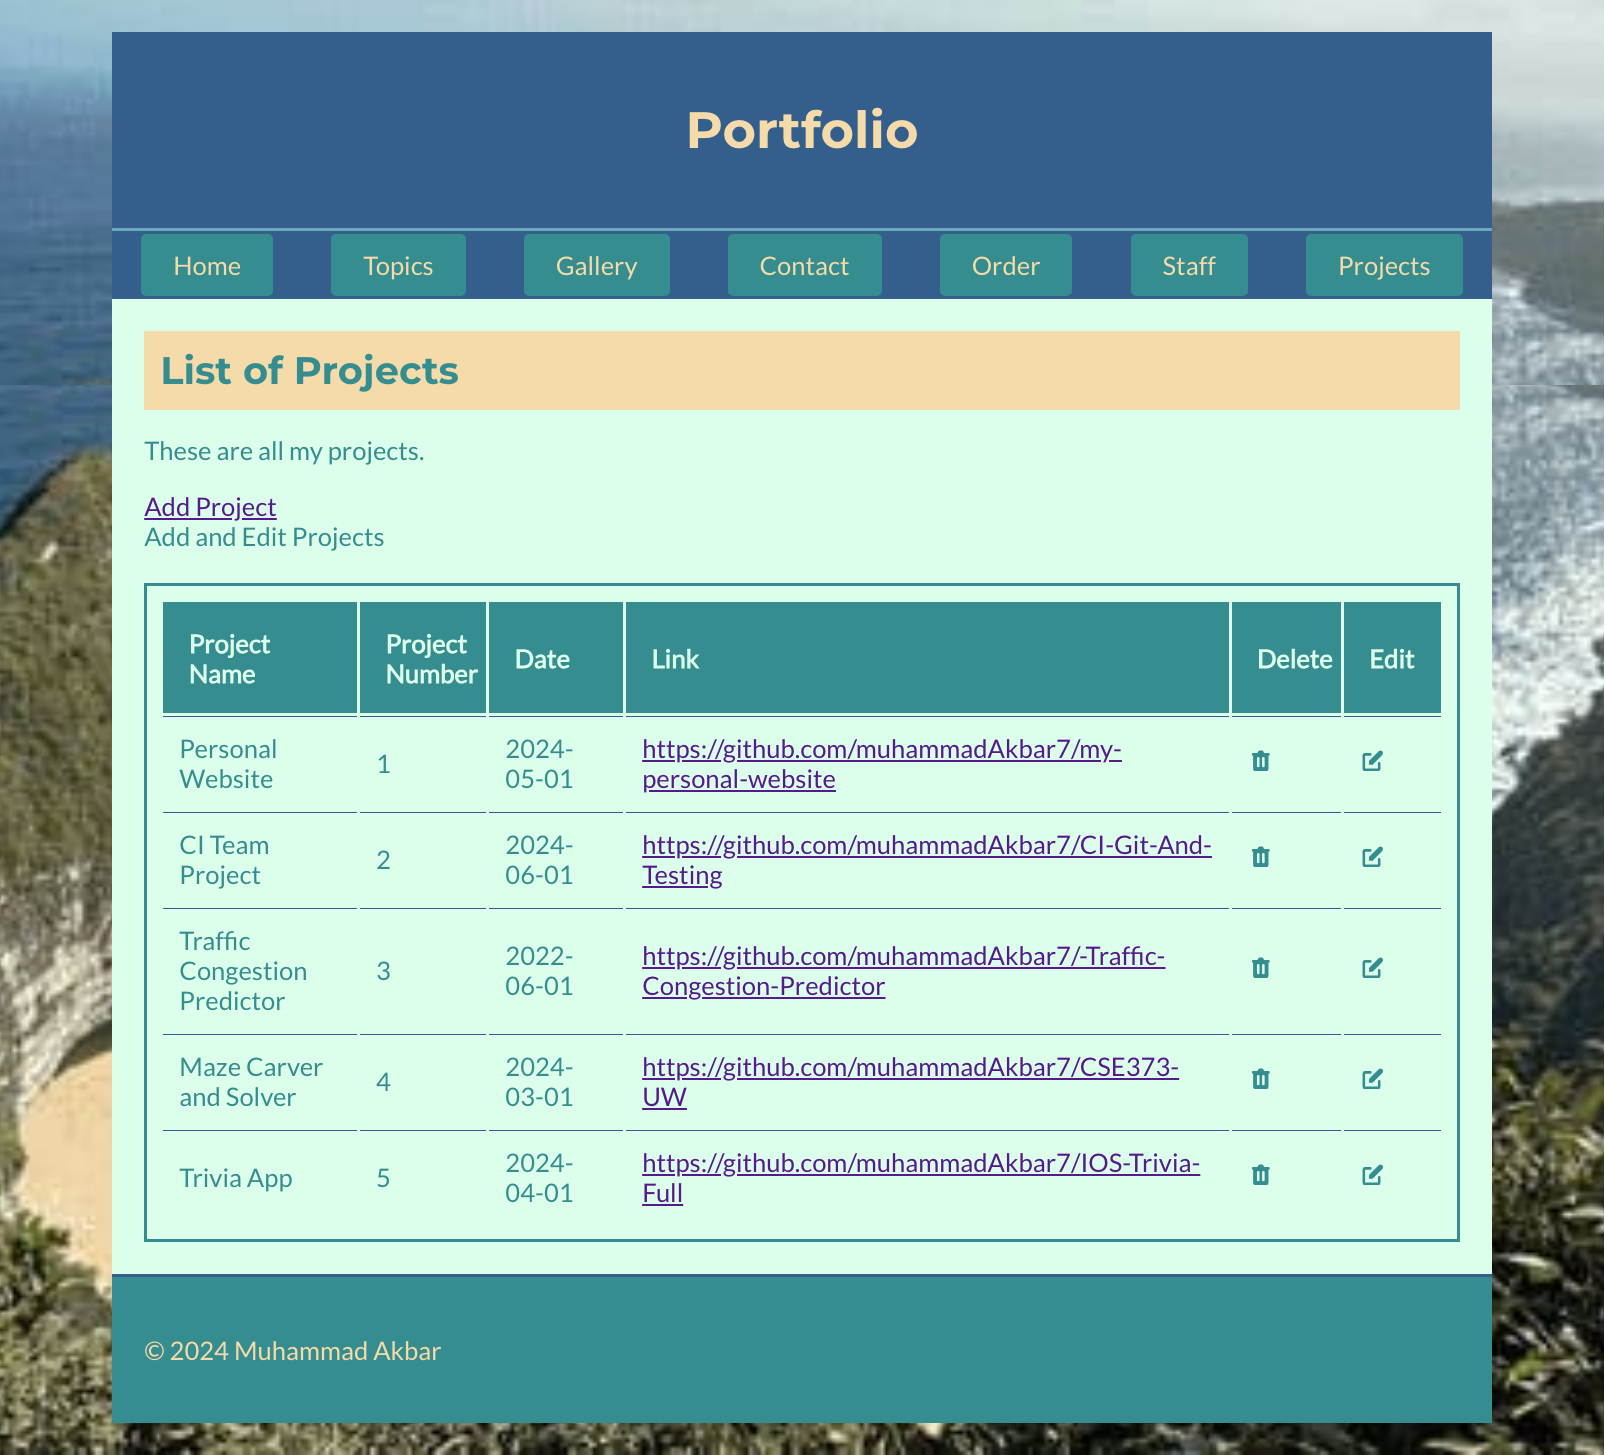 Portfolio
Home Topics Gallery Contact Order Staff Projects
List of Projects
These are all my projects.
Add Project
Add and Edit Projects
Project Name Project Number Date Link Delete Edit
Personal Website 1 2024-05-01 https://github.com/muhammadAkbar7/my-personal-website
CI Team Project 2 2024-06-01 https://github.com/muhammadAkbar7/CI-Git-And-Testing
Traffic Congestion Predictor 3 2022-06-01 https://github.com/muhammadAkbar7/-Traffic-Congestion-Predictor
Maze Carver and Solver 4 2024-03-01 https://github.com/muhammadAkbar7/CSE373-UW
Trivia App 5 2024-04-01 https://github.com/muhammadAkbar7/IOS-Trivia-Full
© 2024 Muhammad Akbar